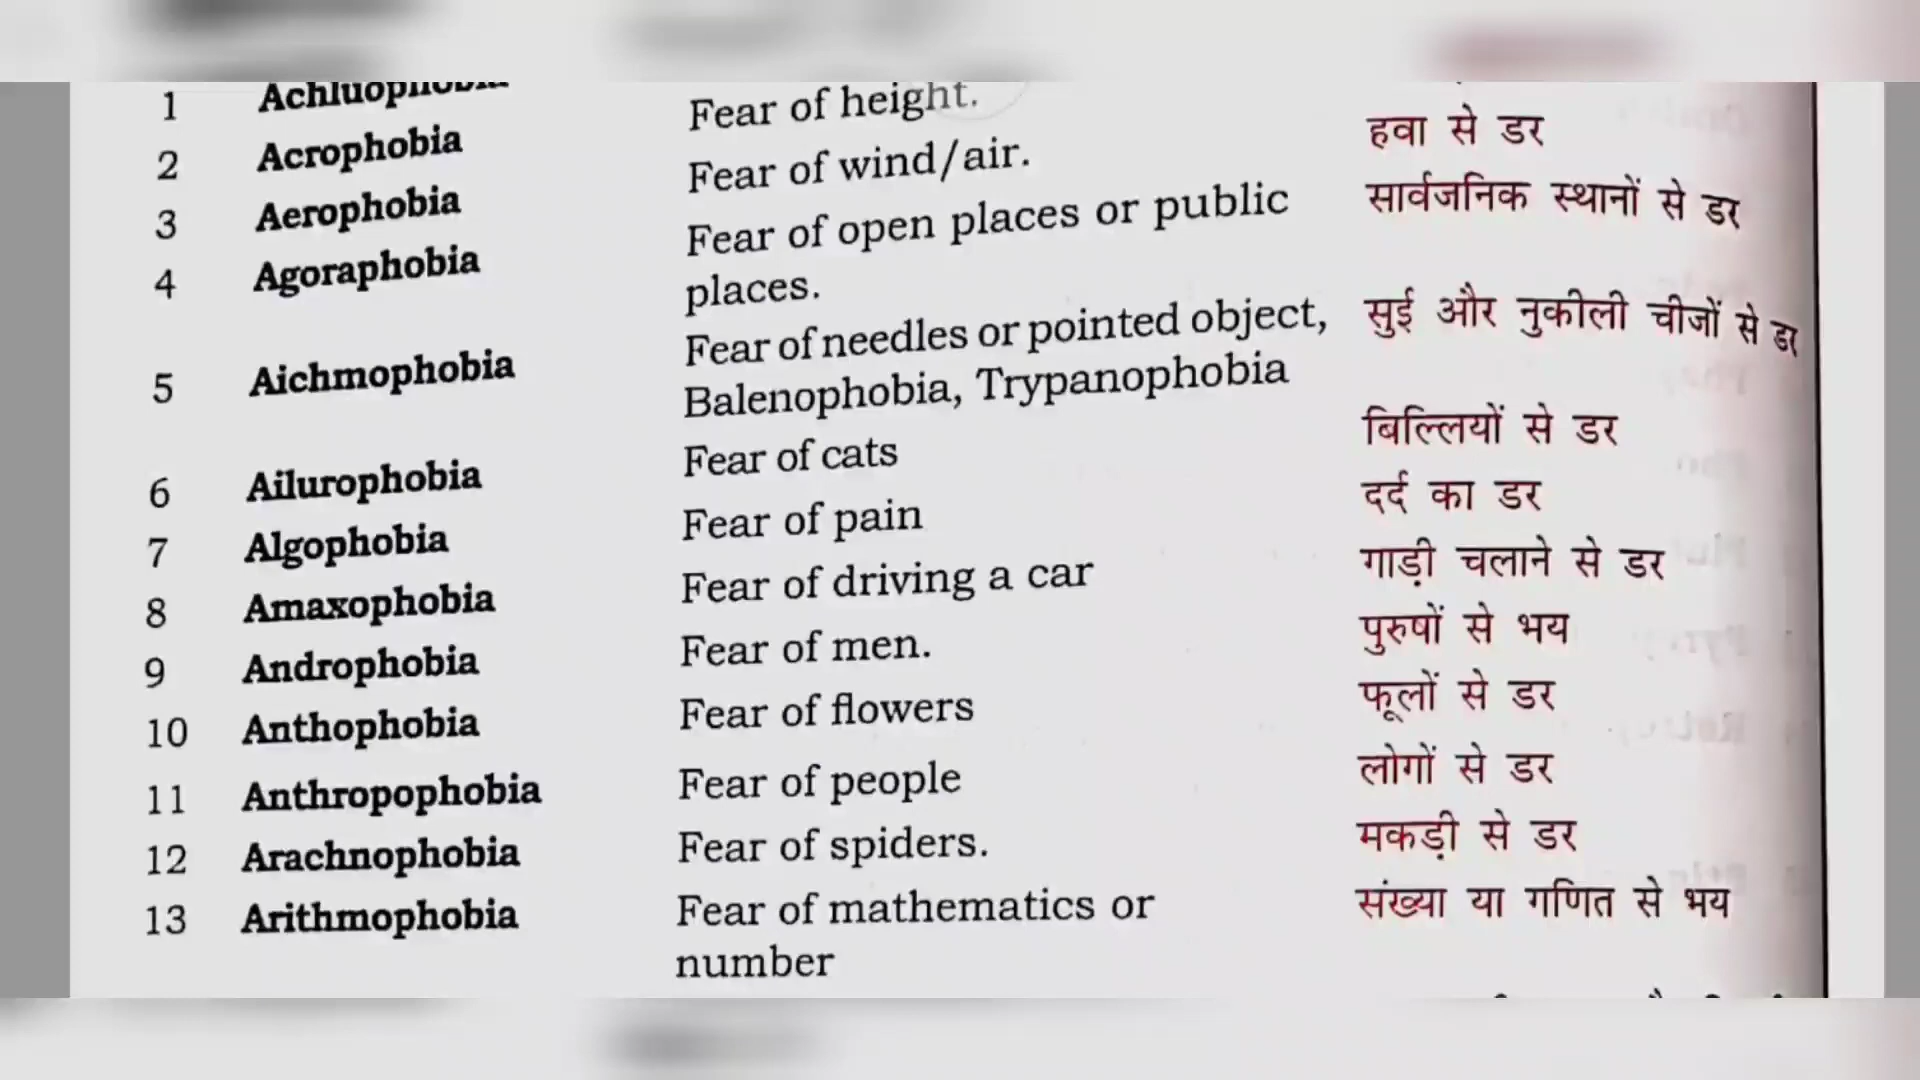 1 Achluophobia
Fear of height.
2 Acrophobia
Fear of wind/air. हवा से डर
3 Aerophobia
Fear of open places or public सार्वजनिक स्थानों से डर
4 Agoraphobia
places.
Fear of needles or pointed object, सुई और नुकीली चीजों से डर
5 Aichmophobia
Balenophobia, Trypanophobia
6 Ailurophobia Fear of cats बिल्लियों से डर
7 Algophobia Fear of pain दर्द का डर
8 Amaxophobia Fear of driving a car गाड़ी चलाने से डर
9 Androphobia Fear of men. पुरुषों से भय
10 Anthophobia Fear of flowers फूलों से डर
11 Anthropophobia Fear of people लोगों से डर
12 Arachnophobia Fear of spiders. मकड़ी से डर
13 Arithmophobia Fear of mathematics or संख्या या गणित से भय
number